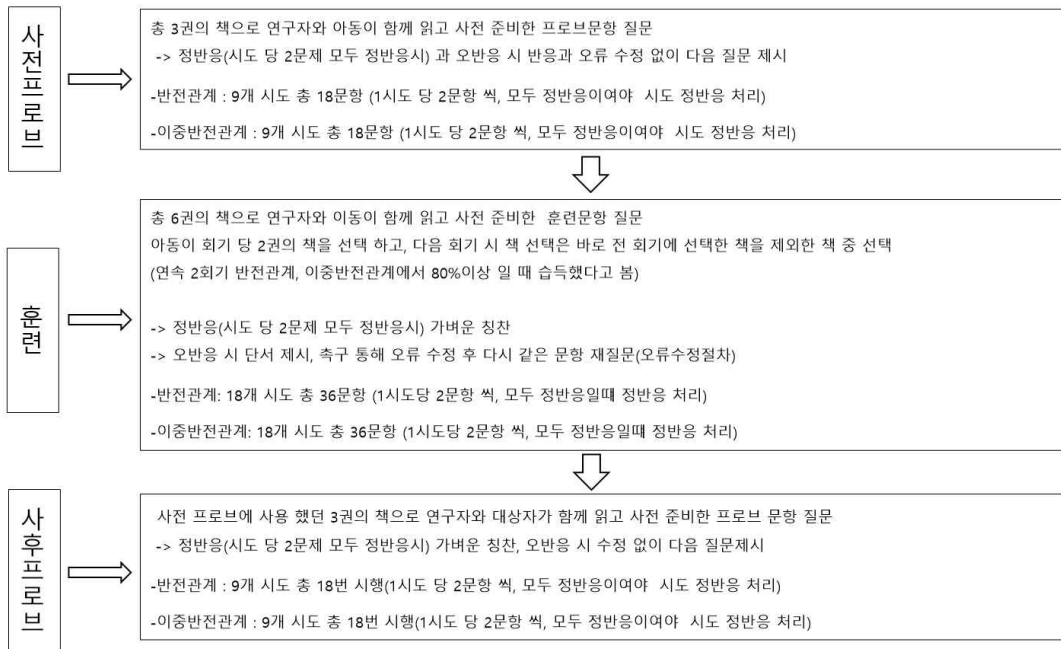 사전프로브
총 3권의 책으로 연구자와 아동이 함께 읽고 사전 준비한 프로브문항 질문
-> 정반응(시도 당 2문제 모두 정반응시) 과 오반응 시 반응과 오류 수정 없이 다음 질문 제시
-반전관계 : 9개 시도 총 18문항 (1시도 당 2문항 씩, 모두 정반응이여야 시도 정반응 처리)
-이중반전관계 : 9개 시도 총 18문항 (1시도 당 2문항 씩, 모두 정반응이여야 시도 정반응 처리)
훈련
총 6권의 책으로 연구자와 이동이 함께 읽고 사전 준비한 훈련문항 질문
아동이 회기 당 2권의 책을 선택 하고, 다음 회기 시 책 선택은 바로 전 회기에 선택한 책을 제외한 책 중 선택
(연속 2회기 반전관계, 이중반전관계에서 80%이상 일 때 습득했다고 봄)
-> 정반응(시도 당 2문제 모두 정반응시) 가벼운 칭찬
-> 오반응 시 단서 제시, 촉구 통해 오류 수정 후 다시 같은 문항 재질문(오류수정절차)
-반전관계: 18개 시도 총 36문항 (1시도당 2문항 씩, 모두 정반응일때 정반응 처리)
-이중반전관계: 18개 시도 총 36문항 (1시도당 2문항 씩, 모두 정반응일때 정반응 처리)
사후프로브
사전 프로브에 사용 했던 3권의 책으로 연구자와 대상자가 함께 읽고 사전 준비한 프로브 문항 질문
-> 정반응(시도 당 2문제 모두 정반응시) 가벼운 칭찬, 오반응 시 수정 없이 다음 질문제시
-반전관계 : 9개 시도 총 18번 시행(1시도 당 2문항 씩, 모두 정반응이여야 시도 정반응 처리)
-이중반전관계 : 9개 시도 총 18번 시행(1시도 당 2문항 씩, 모두 정반응이여야 시도 정반응 처리)